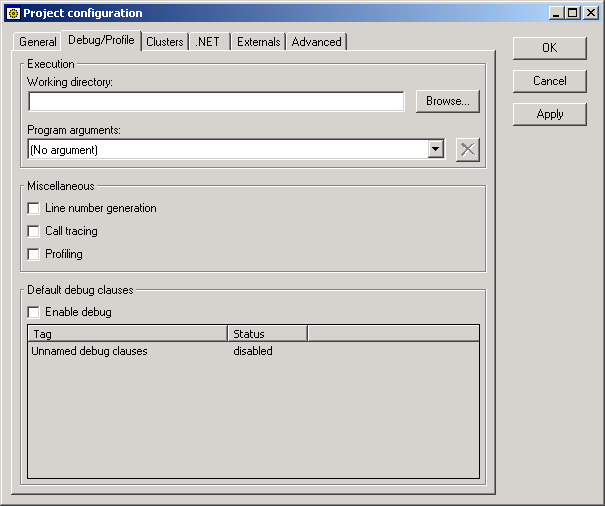 Project configuration
General Debug/Profile Clusters .NET Externals Advanced
OK
Execution
Working directory:
Cancel
Browse...
Apply
Program arguments:
(No argument)
Miscellaneous
Line number generation
Call tracing
Profiling
Default debug clauses
Enable debug
Tag Status
Unnamed debug clauses disabled